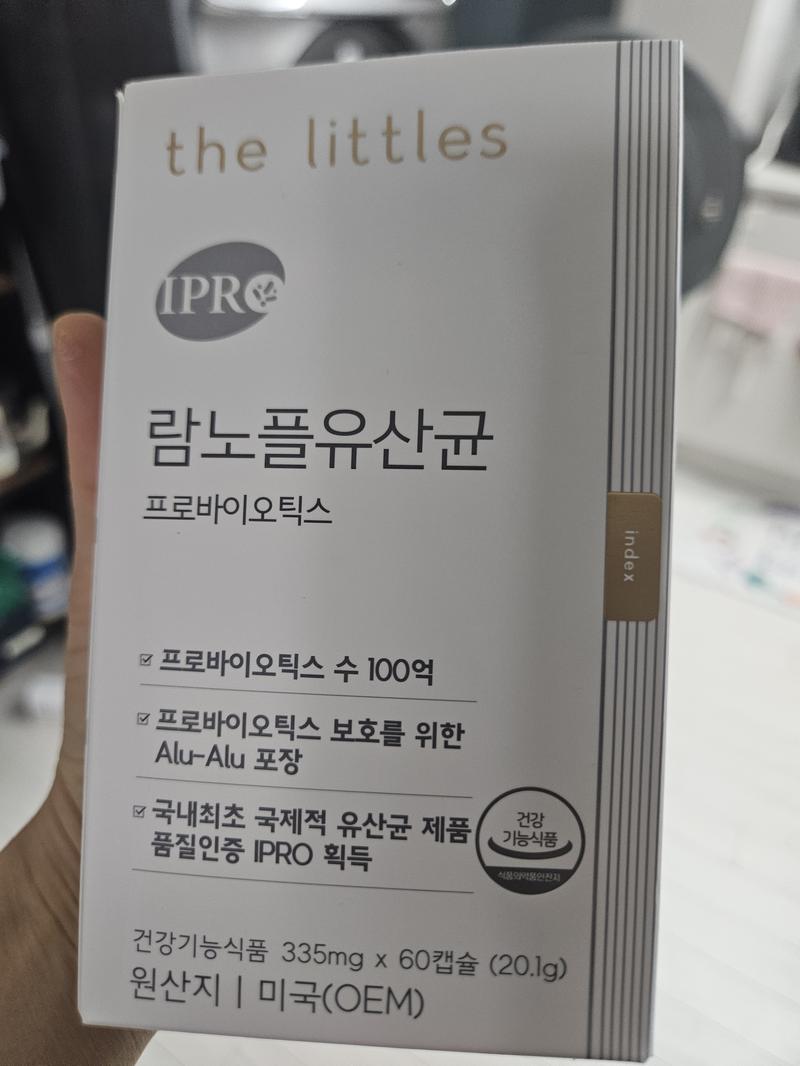 the littles
IPRO
람노플유산균
프로바이오틱스
index
프로바이오틱스 수 100억
프로바이오틱스 보호를 위한
Alu-Alu 포장
국내최초 국제적 유산균 제품
품질인증 IPRO 획득
건강
기능식품
식품의약품안전처
건강기능식품 335mg x 60캡슐 (20.1g)
원산지 | 미국(OEM)